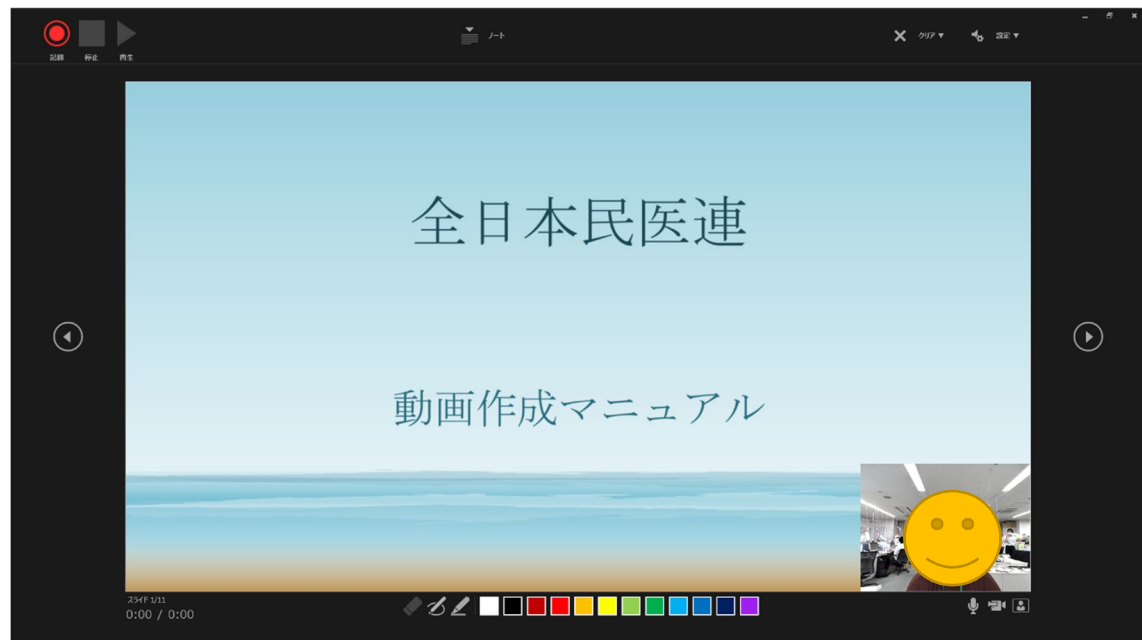 記録 停止 再生
ノート
クリア ▼ 設定 ▼
全日本民医連
動画作成マニュアル
スライド 1/11
0:00 / 0:00